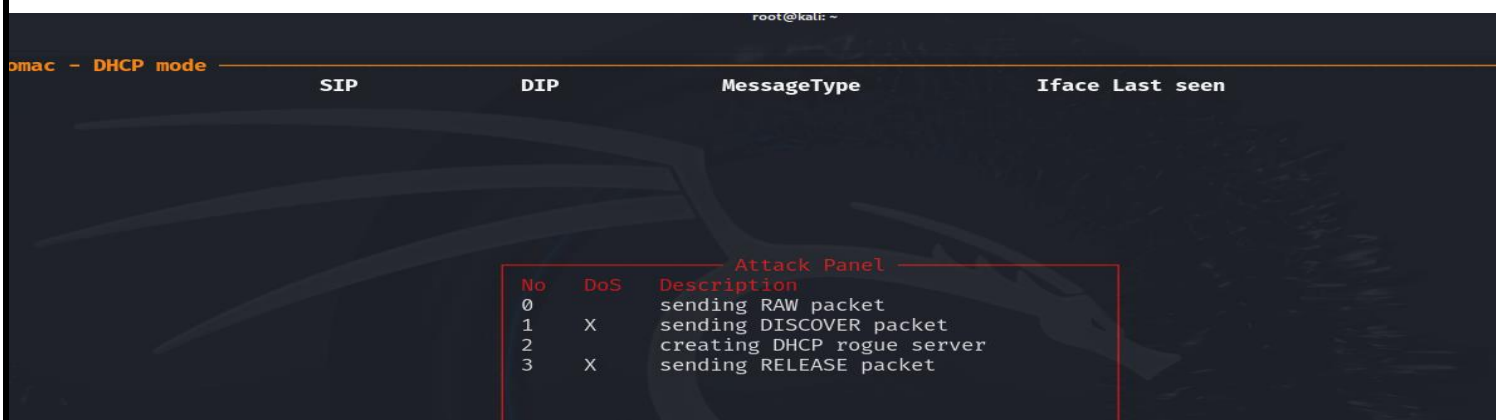 root@kali: ~
omac - DHCP mode
SIP DIP MessageType Iface Last seen
Attack Panel
No DoS Description
0 sending RAW packet
1 X sending DISCOVER packet
2 creating DHCP rogue server
3 X sending RELEASE packet